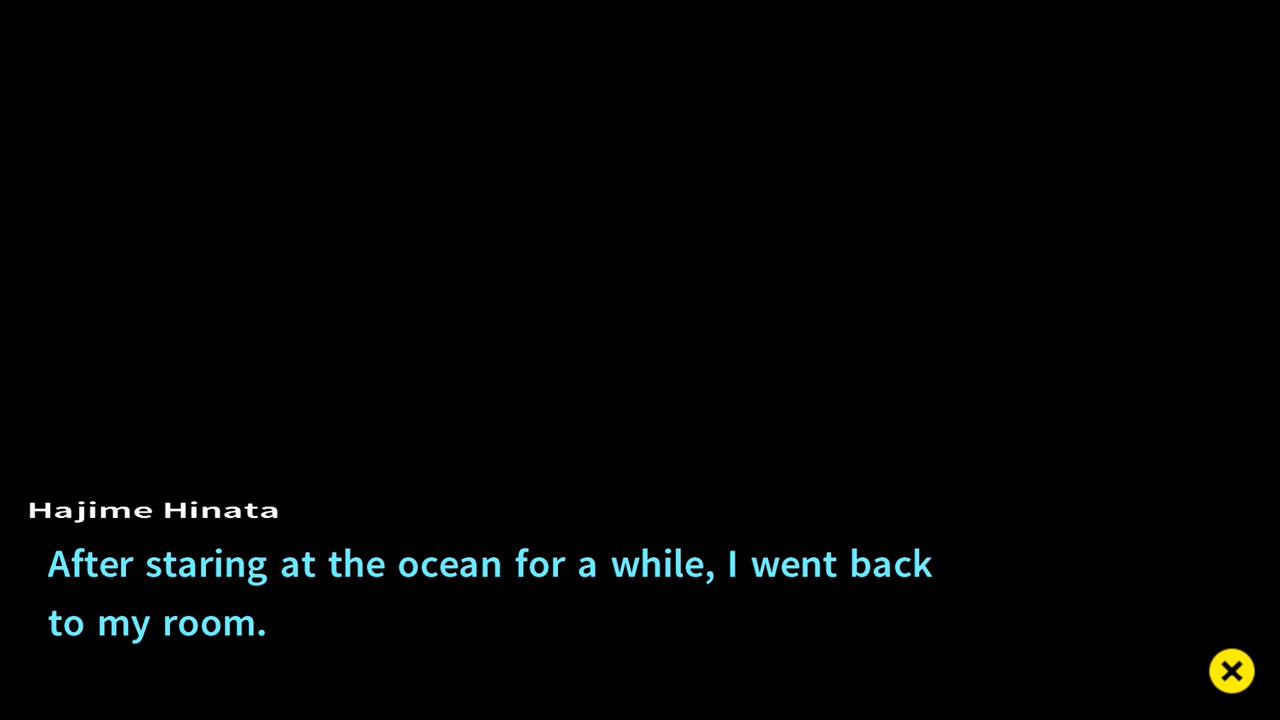 Hajime Hinata
After staring at the ocean for a while, I went back
to my room.